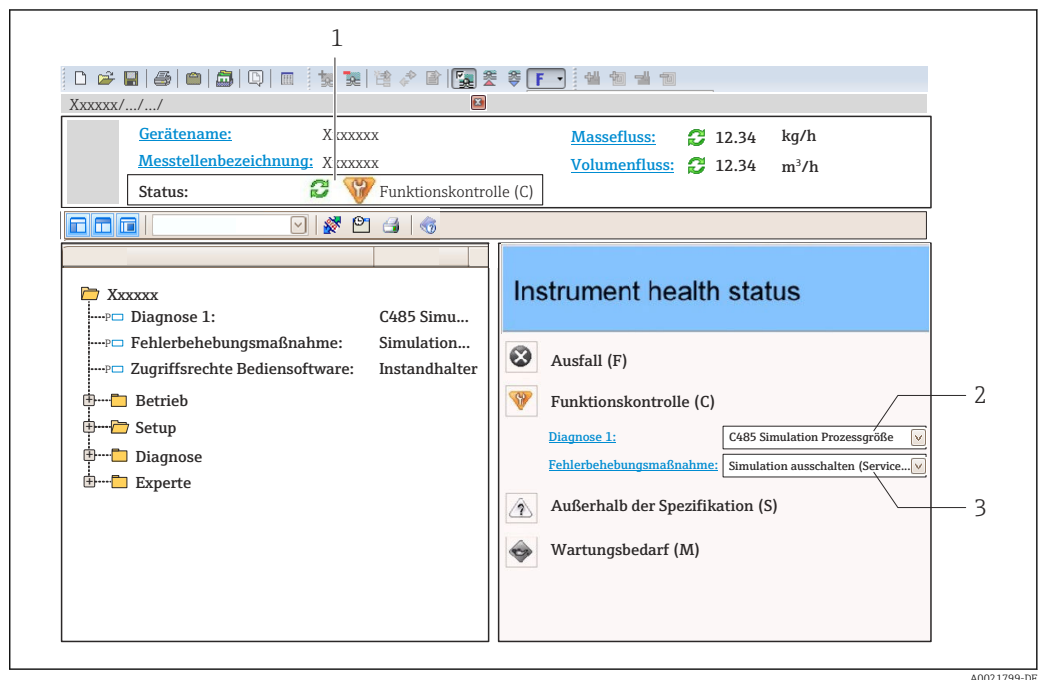 1
F
Xxxxxx/.../.../
Gerätename: Xxxxxxx
Messtellenbezeichnung: Xxxxxxx
Status: Funktionskontrolle (C)
Massefluss: 12.34 kg/h
Volumenfluss: 12.34 m³/h
Xxxxxx
P Diagnose 1: C485 Simu...
P Fehlerbehebungsmaßnahme: Simulation...
P Zugriffsrechte Bediensoftware: Instandhalter
Betrieb
Setup
Diagnose
Experte
Instrument health status
Ausfall (F)
Funktionskontrolle (C)
Diagnose 1: C485 Simulation Prozessgröße
2
Fehlerbehebungsmaßnahme: Simulation ausschalten (Service...
Außerhalb der Spezifikation (S)
3
Wartungsbedarf (M)
A0021799-DE